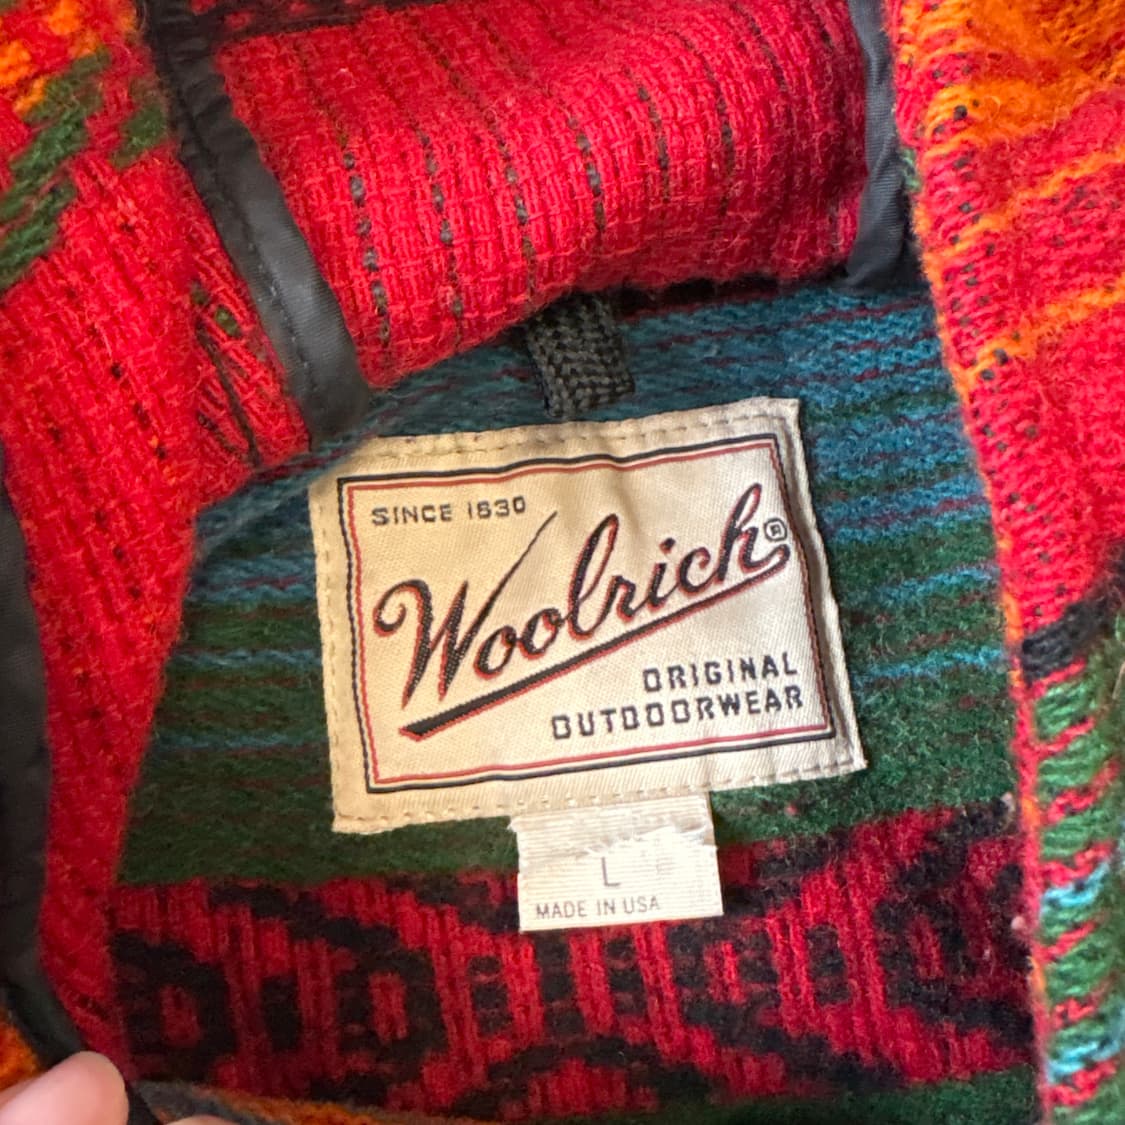 SINCE 1830
Woolrich®
ORIGINAL
OUTDOORWEAR
L
MADE IN USA